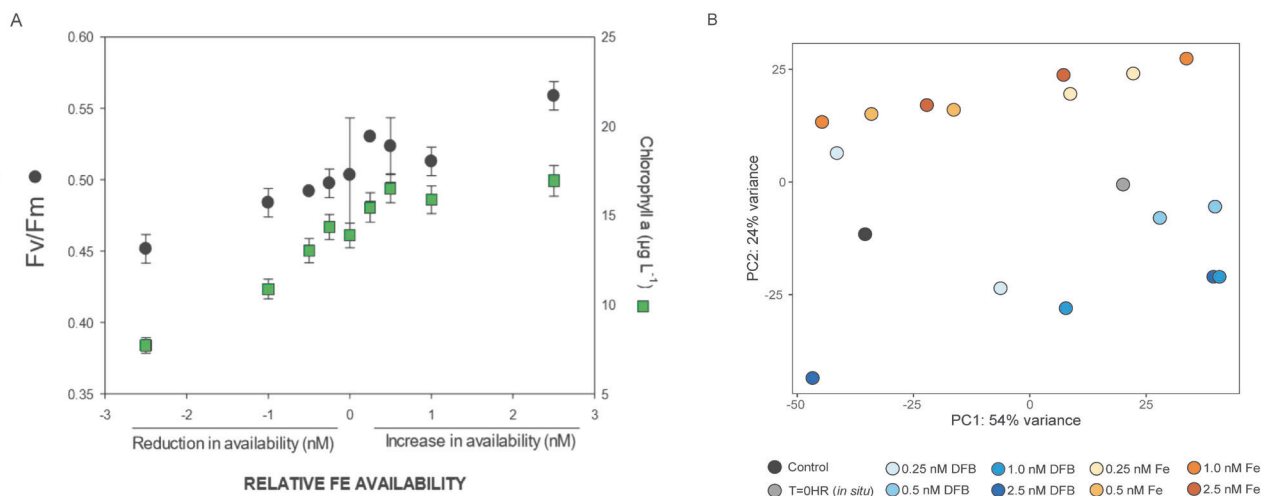 A
0.60
0.55
0.50
0.45
0.40
0.35
Fv/Fm
25
20
15
10
5
Chlorophyll a (µg L⁻¹)
-3
-2
-1
0
1
2
3
Reduction in availability (nM)
Increase in availability (nM)
RELATIVE FE AVAILABILITY
B
25
0
-25
PC2: 24% variance
-50
-25
0
25
PC1: 54% variance
Control
0.25 nM DFB
1.0 nM DFB
0.25 nM Fe
1.0 nM Fe
T=0HR (in situ)
0.5 nM DFB
2.5 nM DFB
0.5 nM Fe
2.5 nM Fe